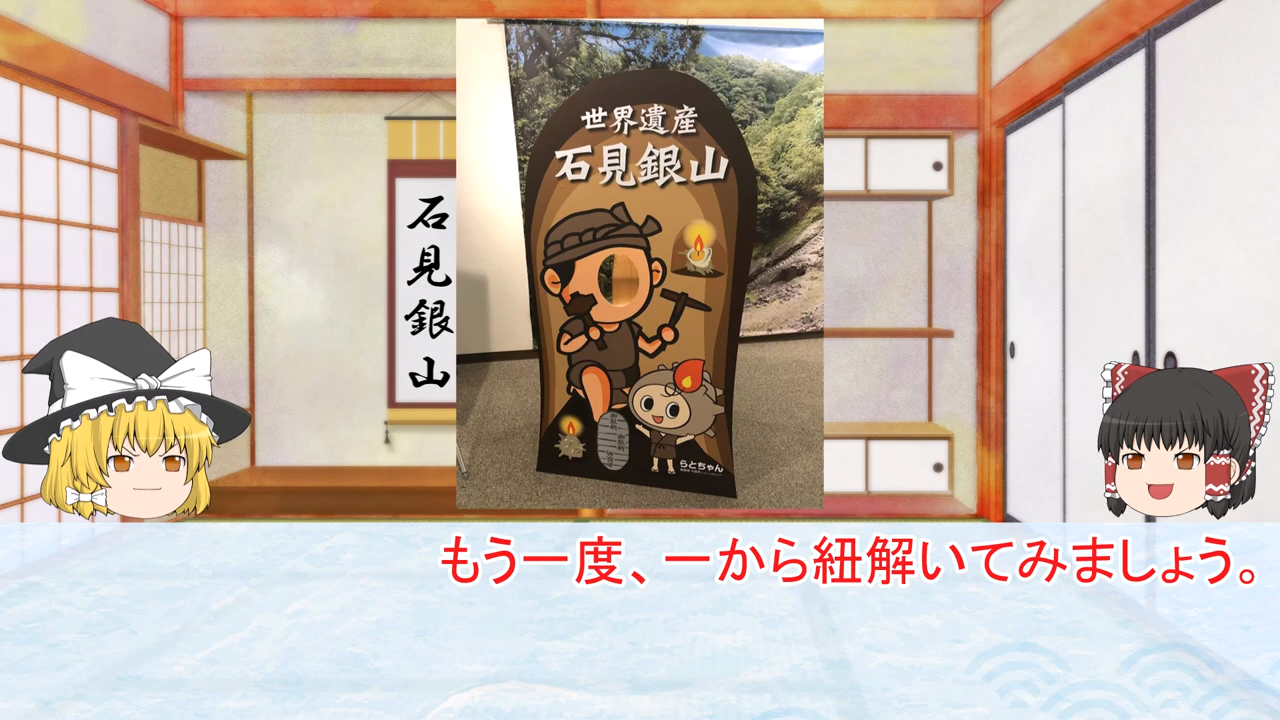 世界遺産
石見銀山
石見銀山
らとちゃん
もう一度、一から紐解いてみましょう。